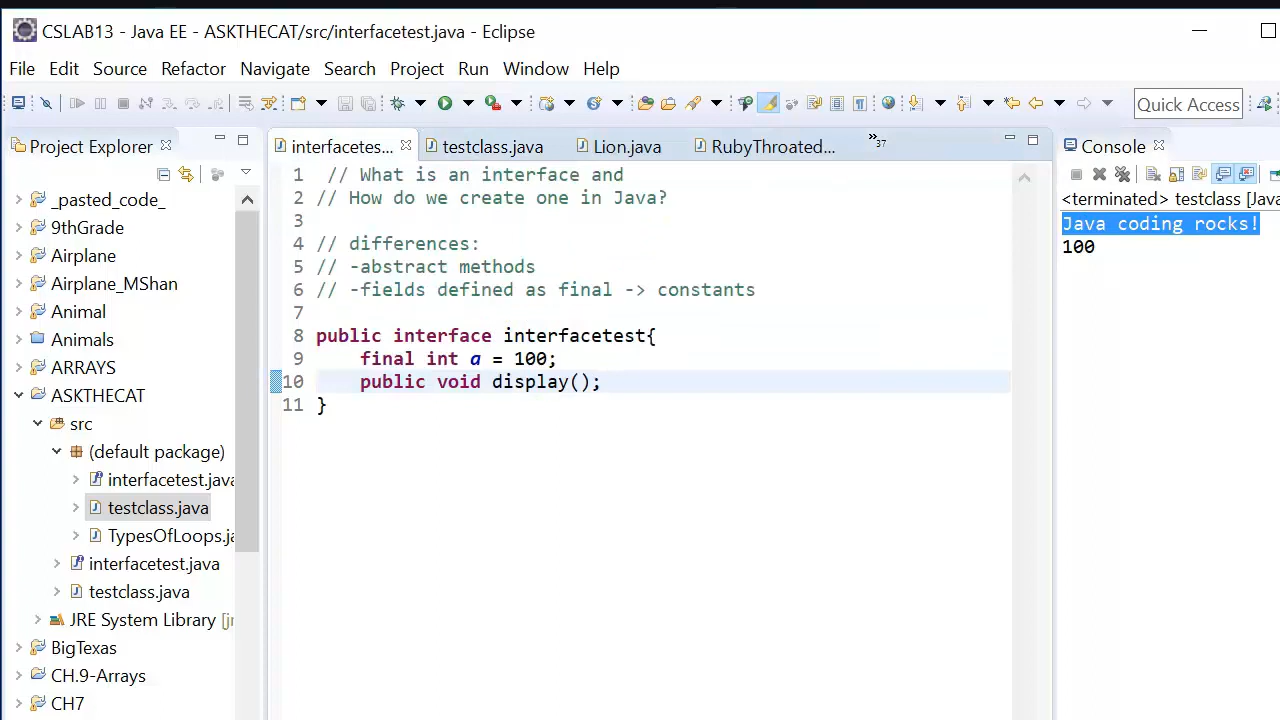 CSLAB13 - Java EE - ASKTHECAT/src/interfacetest.java - Eclipse
File Edit Source Refactor Navigate Search Project Run Window Help
Quick Access
Project Explorer
_pasted_code_
9thGrade
Airplane
Airplane_MShan
Animal
Animals
ARRAYS
ASKTHECAT
src
(default package)
interfacetest.java
testclass.java
TypesOfLoops.ja
interfacetest.java
testclass.java
JRE System Library [jr
BigTexas
CH.9-Arrays
CH7
interfacetes... testclass.java Lion.java RubyThroated... »37
1 // What is an interface and
2 // How do we create one in Java?
3
4 // differences:
5 // -abstract methods
6 // -fields defined as final -> constants
7
8 public interface interfacetest{
9 final int a = 100;
10 public void display();
11 }
Console
<terminated> testclass [Java
Java coding rocks!
100